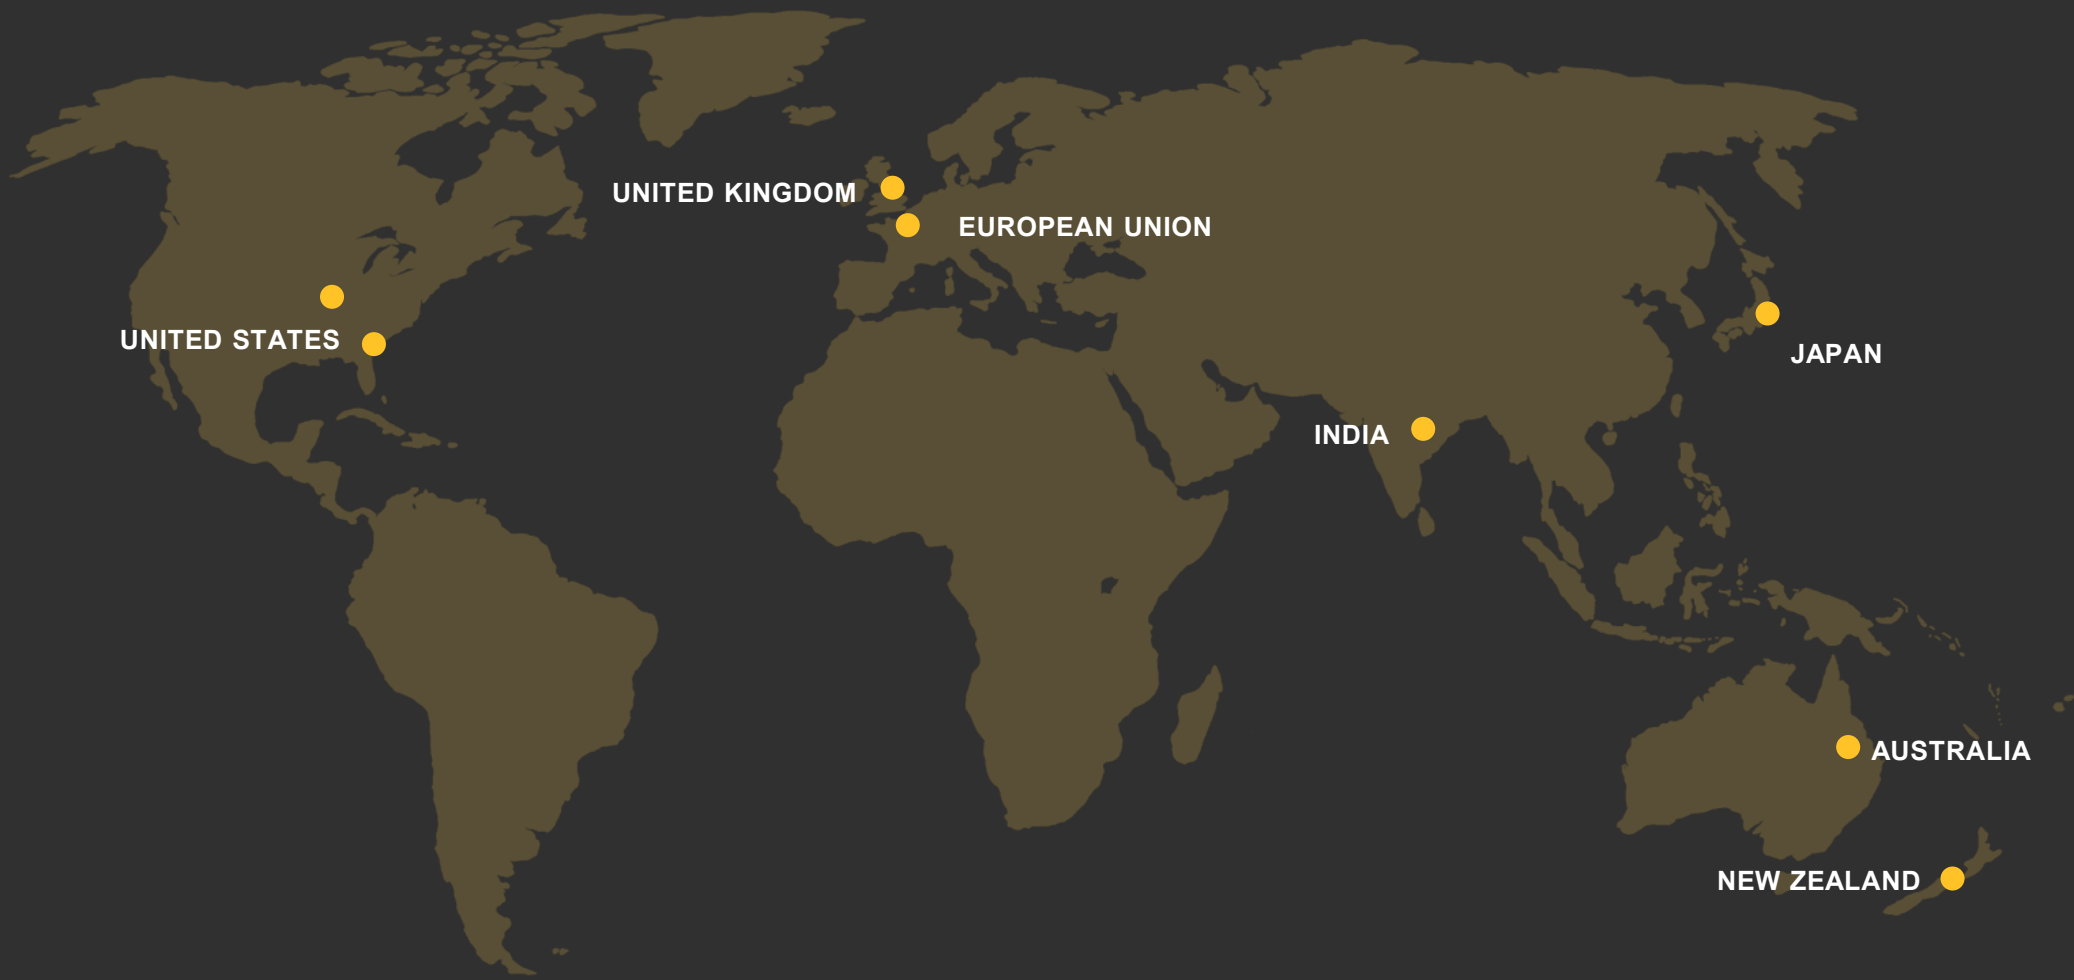 UNITED KINGDOM
EUROPEAN UNION
UNITED STATES
JAPAN
INDIA
AUSTRALIA
NEW ZEALAND